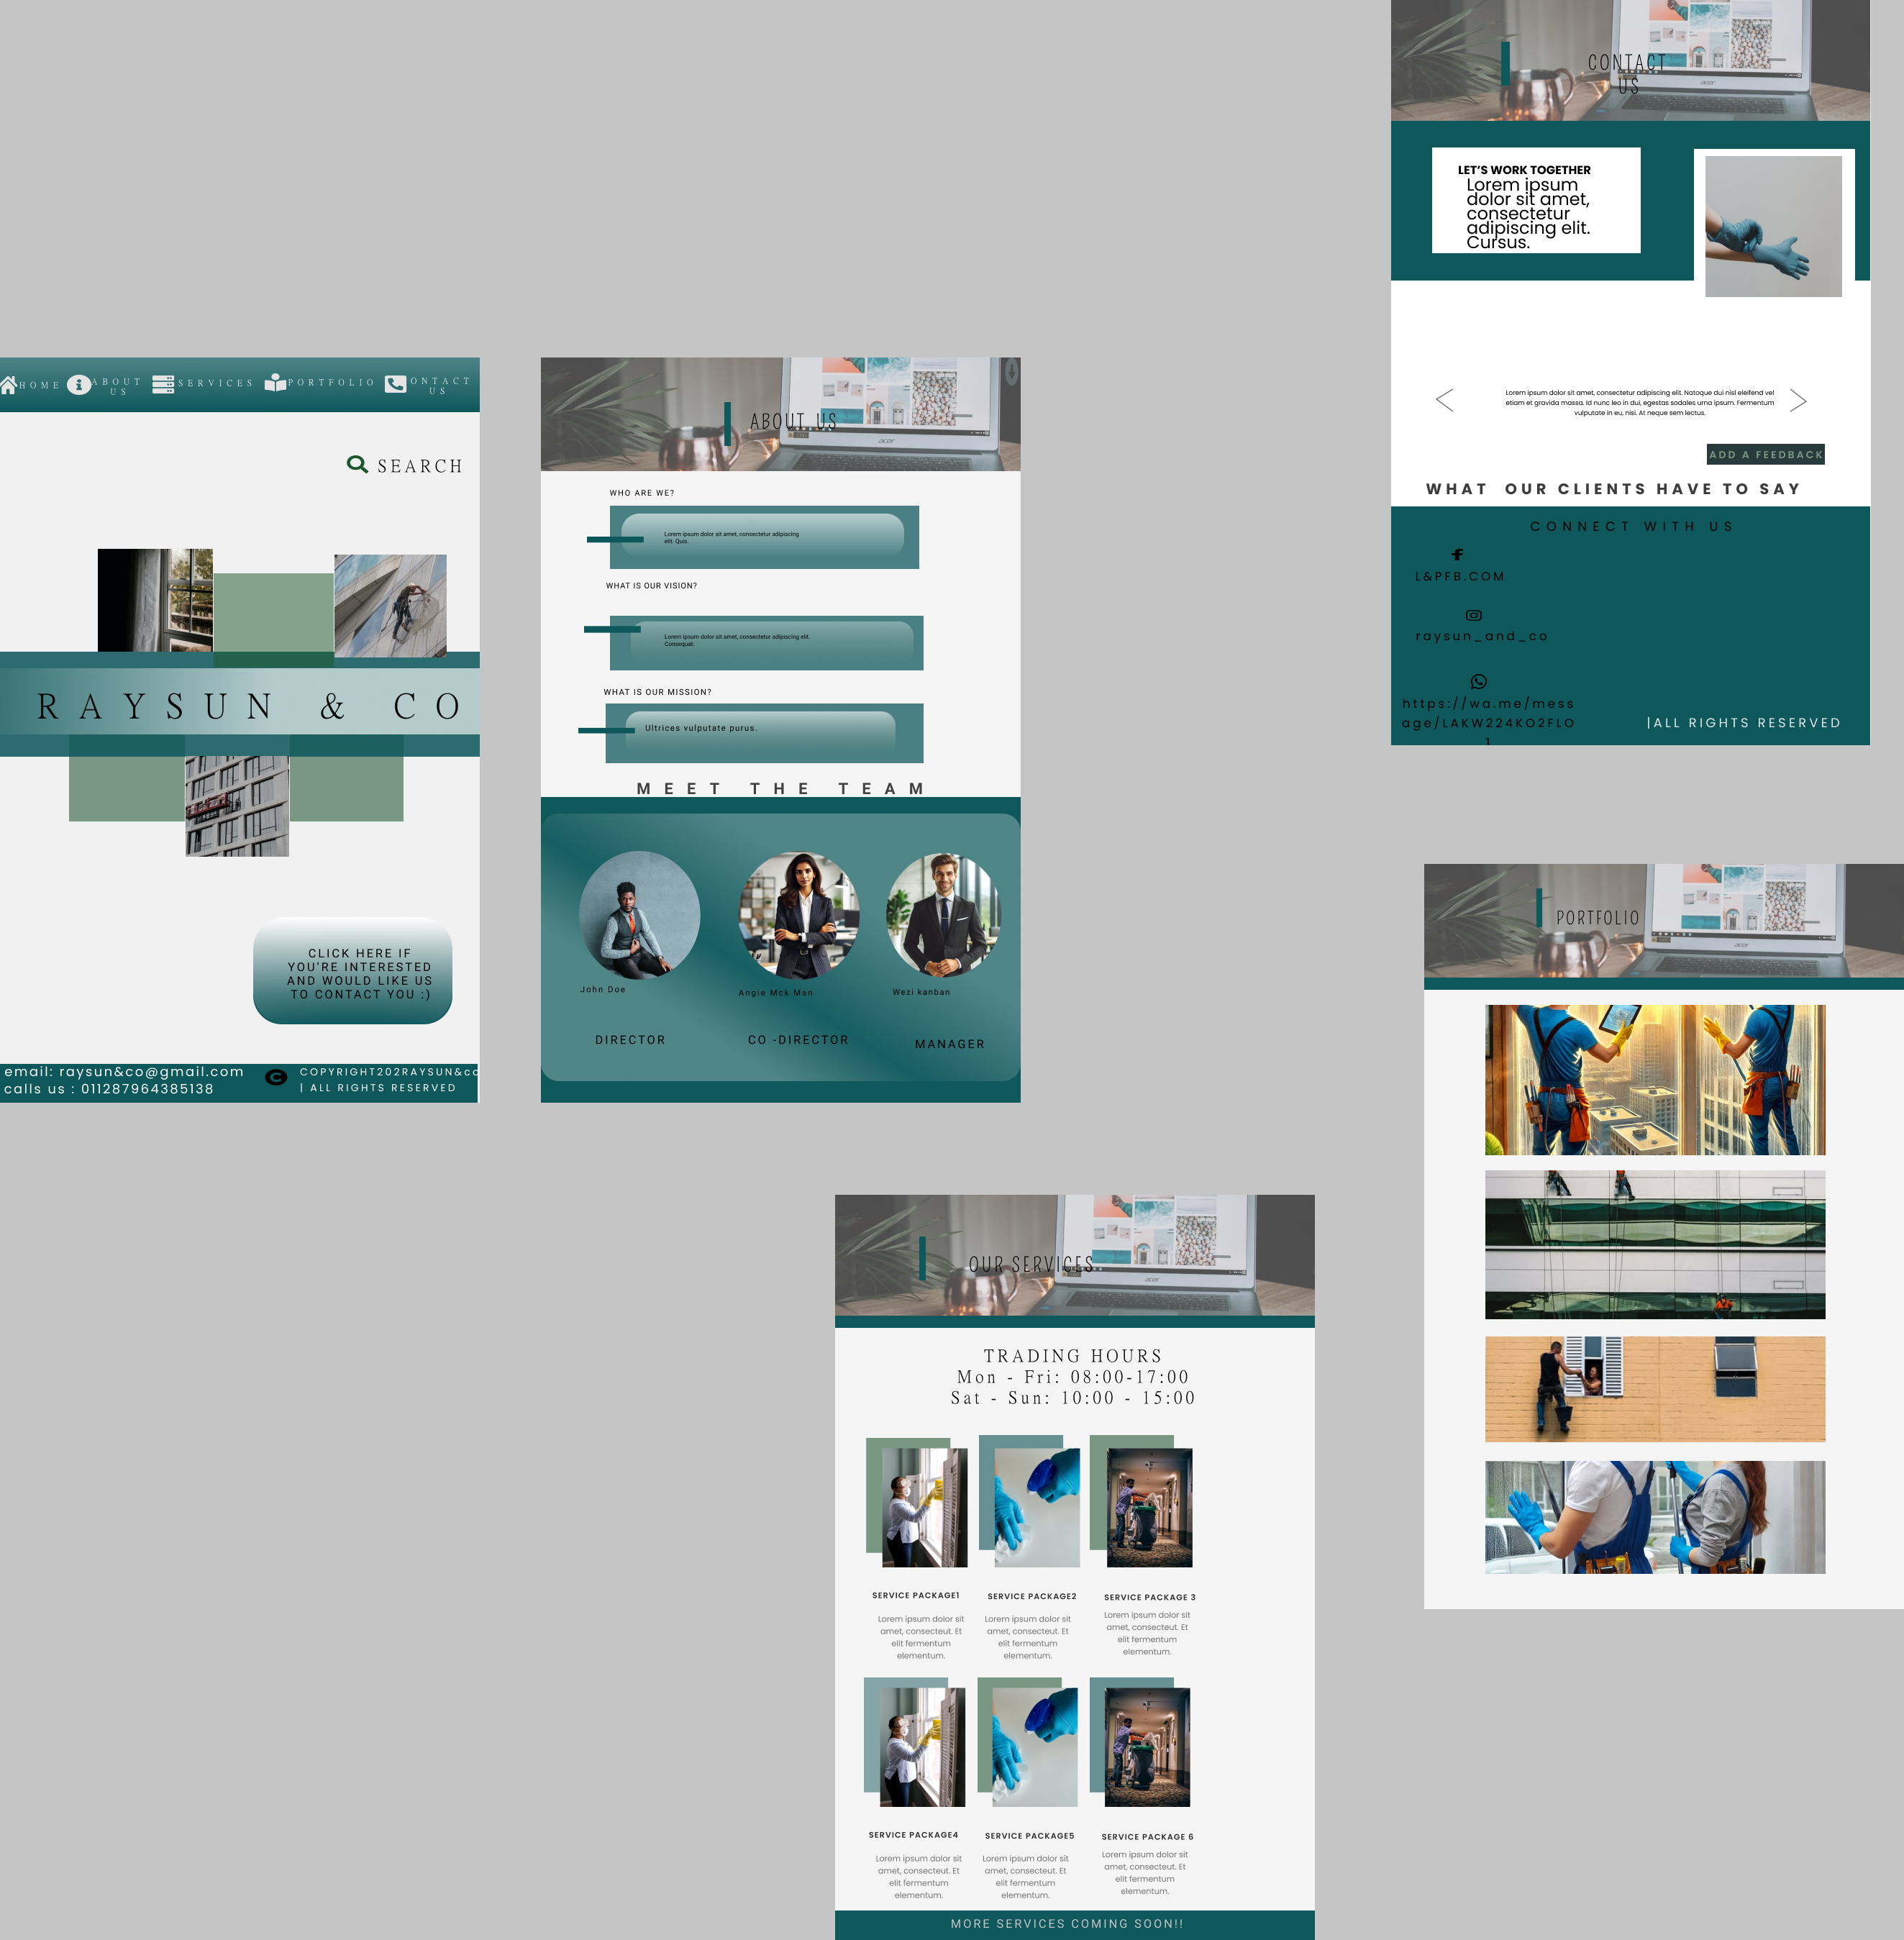 HOME
ABOUT
US
SERVICES
PORTFOLIO
ONTACT
US
SEARCH
RAYSUN & CO
CLICK HERE IF
YOU'RE INTERESTED
AND WOULD LIKE US
TO CONTACT YOU :)
email: raysun&co@gmail.com
calls us : 011287964385138
COPYRIGHT202RAYSUN&co
| ALL RIGHTS RESERVED
ABOUT US
acer
WHO ARE WE?
Lorem ipsum dolor sit amet, consectetur adipiscing
elit. Quis.
WHAT IS OUR VISION?
Lorem ipsum dolor sit amet, consectetur adipiscing elit.
Consequat.
WHAT IS OUR MISSION?
Ultrices vulputate purus.
MEET THE TEAM
John Doe
Angie Mck Man
Wezi kanban
DIRECTOR
CO -DIRECTOR
MANAGER
CONTACT
US
acer
LET'S WORK TOGETHER
Lorem ipsum
dolor sit amet,
consectetur
adipiscing elit.
Cursus.
Lorem ipsum dolor sit amet, consectetur adipiscing elit. Natoque dui nisl eleifend vel
etiam et gravida massa. Id nunc leo in dui, egestas sodales urna ipsum. Fermentum
vulputate in eu, nisi. At neque sem lectus.
ADD A FEEDBACK
WHAT OUR CLIENTS HAVE TO SAY
CONNECT WITH US
L&PFB.COM
raysun_and_co
https://wa.me/mess
age/LAKW224KO2FLO
1
|ALL RIGHTS RESERVED
PORTFOLIO
acer
OUR SERVICES
acer
TRADING HOURS
Mon - Fri: 08:00-17:00
Sat - Sun: 10:00 - 15:00
SERVICE PACKAGE1
Lorem ipsum dolor sit
amet, consecteut. Et
elit fermentum
elementum.
SERVICE PACKAGE2
Lorem ipsum dolor sit
amet, consecteut. Et
elit fermentum
elementum.
SERVICE PACKAGE 3
Lorem ipsum dolor sit
amet, consecteut. Et
elit fermentum
elementum.
SERVICE PACKAGE4
Lorem ipsum dolor sit
amet, consecteut. Et
elit fermentum
elementum.
SERVICE PACKAGE5
Lorem ipsum dolor sit
amet, consecteut. Et
elit fermentum
elementum.
SERVICE PACKAGE 6
Lorem ipsum dolor sit
amet, consecteut. Et
elit fermentum
elementum.
MORE SERVICES COMING SOON!!